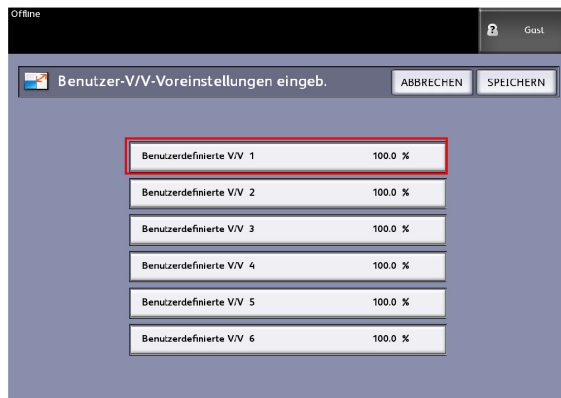 Offline
Gast
Benutzer-V/V-Voreinstellungen eingeb.
ABBRECHEN
SPEICHERN
Benutzerdefinierte V/V 1 100.0 %
Benutzerdefinierte V/V 2 100.0 %
Benutzerdefinierte V/V 3 100.0 %
Benutzerdefinierte V/V 4 100.0 %
Benutzerdefinierte V/V 5 100.0 %
Benutzerdefinierte V/V 6 100.0 %